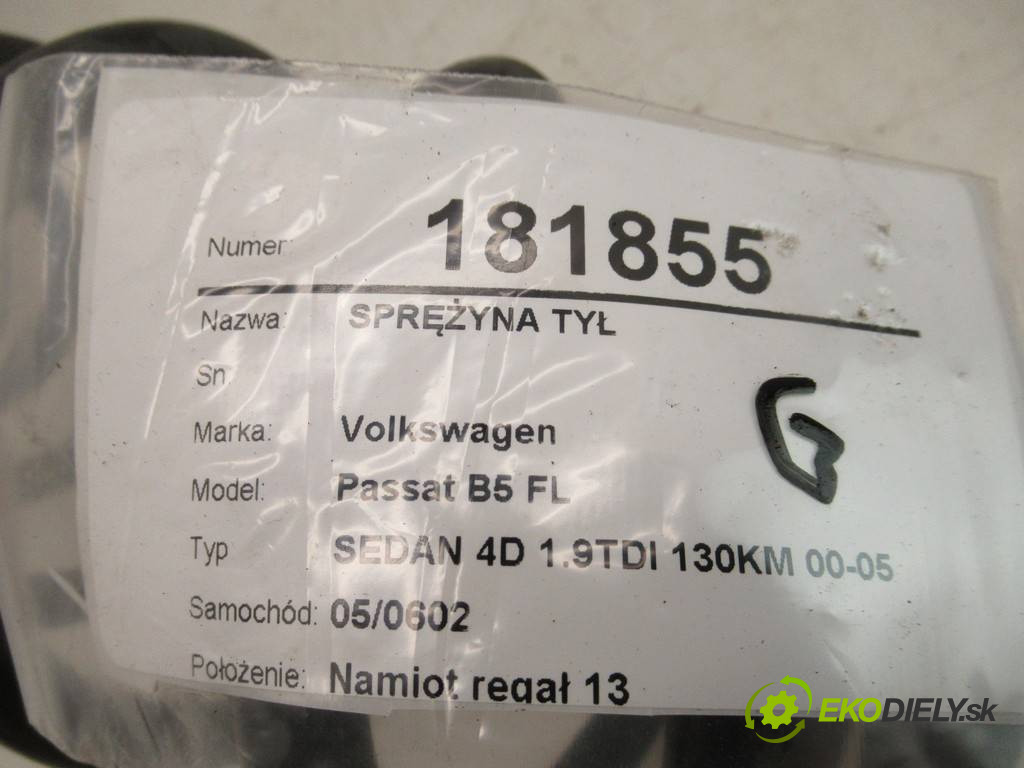 Numer: 181855
Nazwa: SPRĘŻYNA TYŁ
Sn:
Marka: Volkswagen
Model: Passat B5 FL
Typ SEDAN 4D 1.9TDI 130KM 00-05
Samochód: 05/0602
Położenie: Namiot regał 13
G
EKODIELY.sk